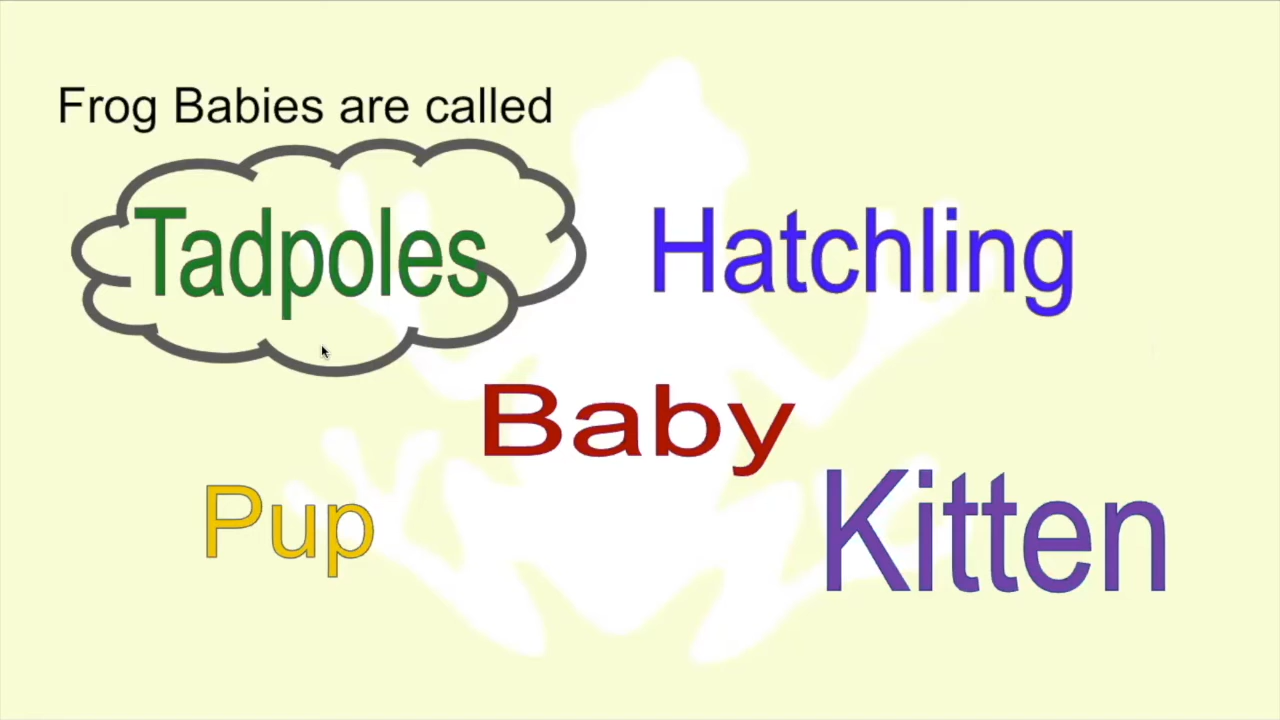 Frog Babies are called
Tadpoles
Hatchling
Baby
Pup
Kitten